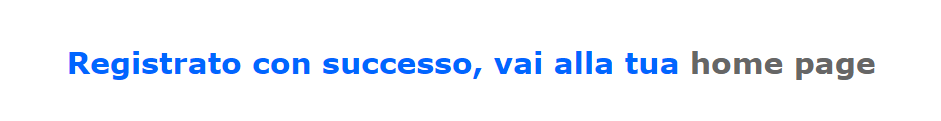 Registrato con successo, vai alla tua home page